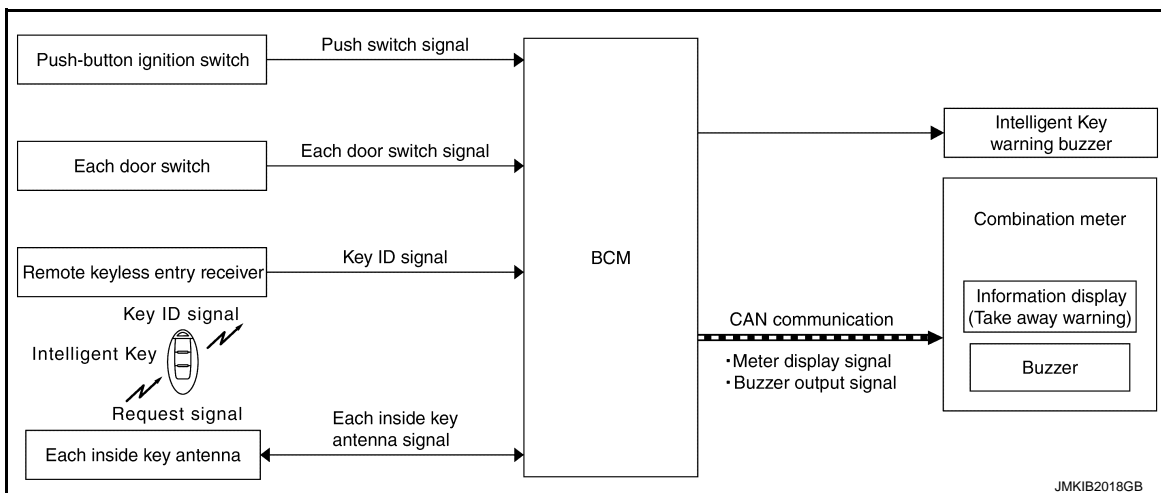 Push-button ignition switch
Push switch signal
Each door switch
Each door switch signal
Remote keyless entry receiver
Key ID signal
Key ID signal
Intelligent Key
Request signal
Each inside key antenna
Each inside key
antenna signal
BCM
Intelligent Key
warning buzzer
Combination meter
Information display
(Take away warning)
Buzzer
CAN communication
・Meter display signal
・Buzzer output signal
JMKIB2018GB